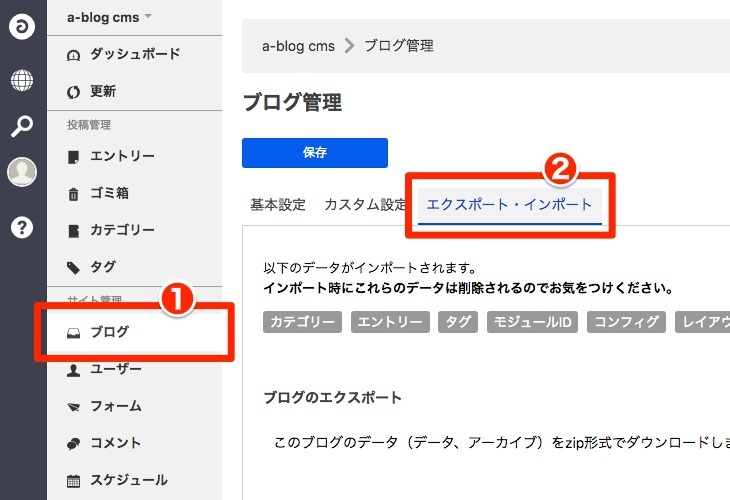 a-blog cms
ダッシュボード
更新
投稿管理
エントリー
ゴミ箱
カテゴリー
タグ
サイト管理
1
ブログ
ユーザー
フォーム
コメント
スケジュール
a-blog cms ブログ管理
ブログ管理
保存
2
基本設定 カスタム設定 エクスポート・インポート
以下のデータがインポートされます。
インポート時にこれらのデータは削除されるのでお気をつけください。
カテゴリー エントリー タグ モジュールID コンフィグ レイアウ
ブログのエクスポート
このブログのデータ（データ、アーカイブ）をzip形式でダウンロードしま